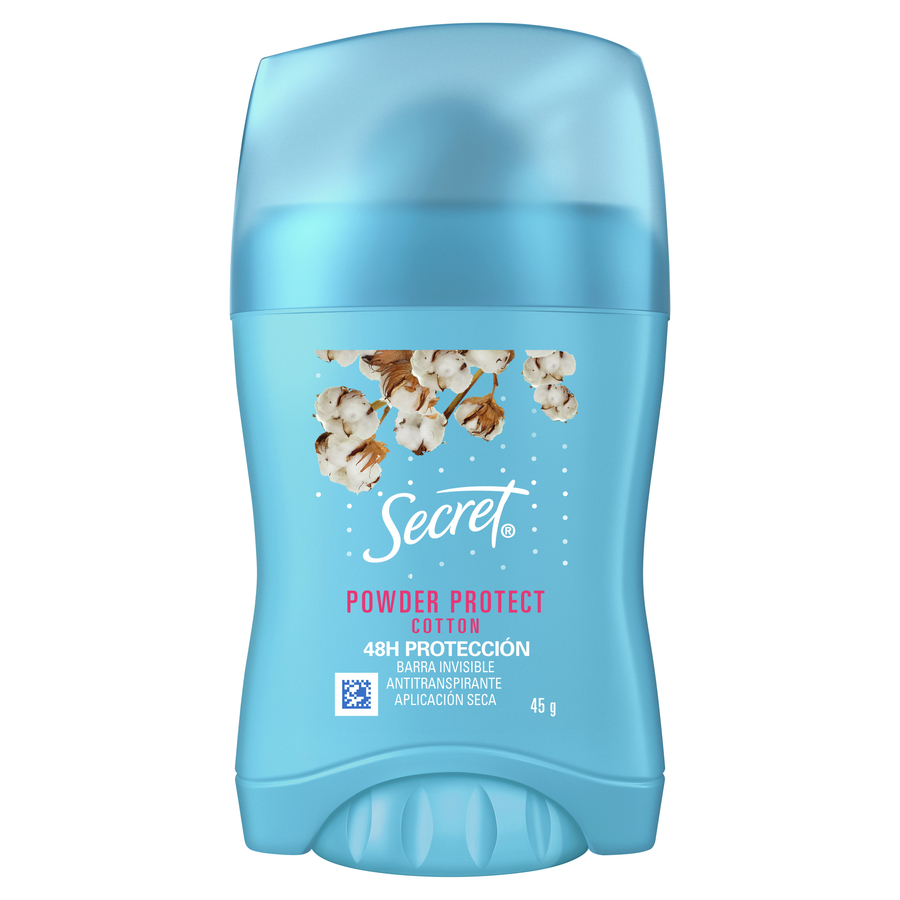 Secret®
POWDER PROTECT
COTTON
48H PROTECCIÓN
BARRA INVISIBLE
ANTITRANSPIRANTE
APLICACIÓN SECA
45 g